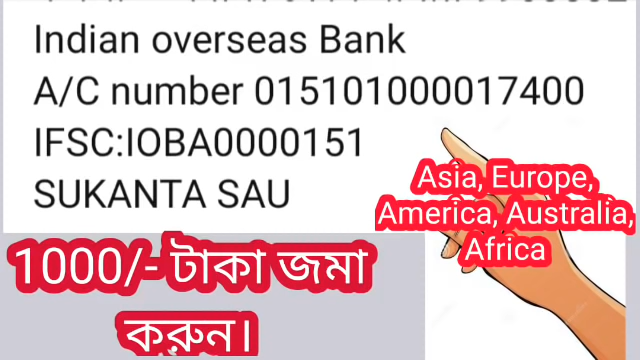 Indian overseas Bank
A/C number 015101000017400
IFSC:IOBA0000151
SUKANTA SAU
Asia, Europe,
America, Australia,
Africa
1000/- টাকা জমা
করুন।